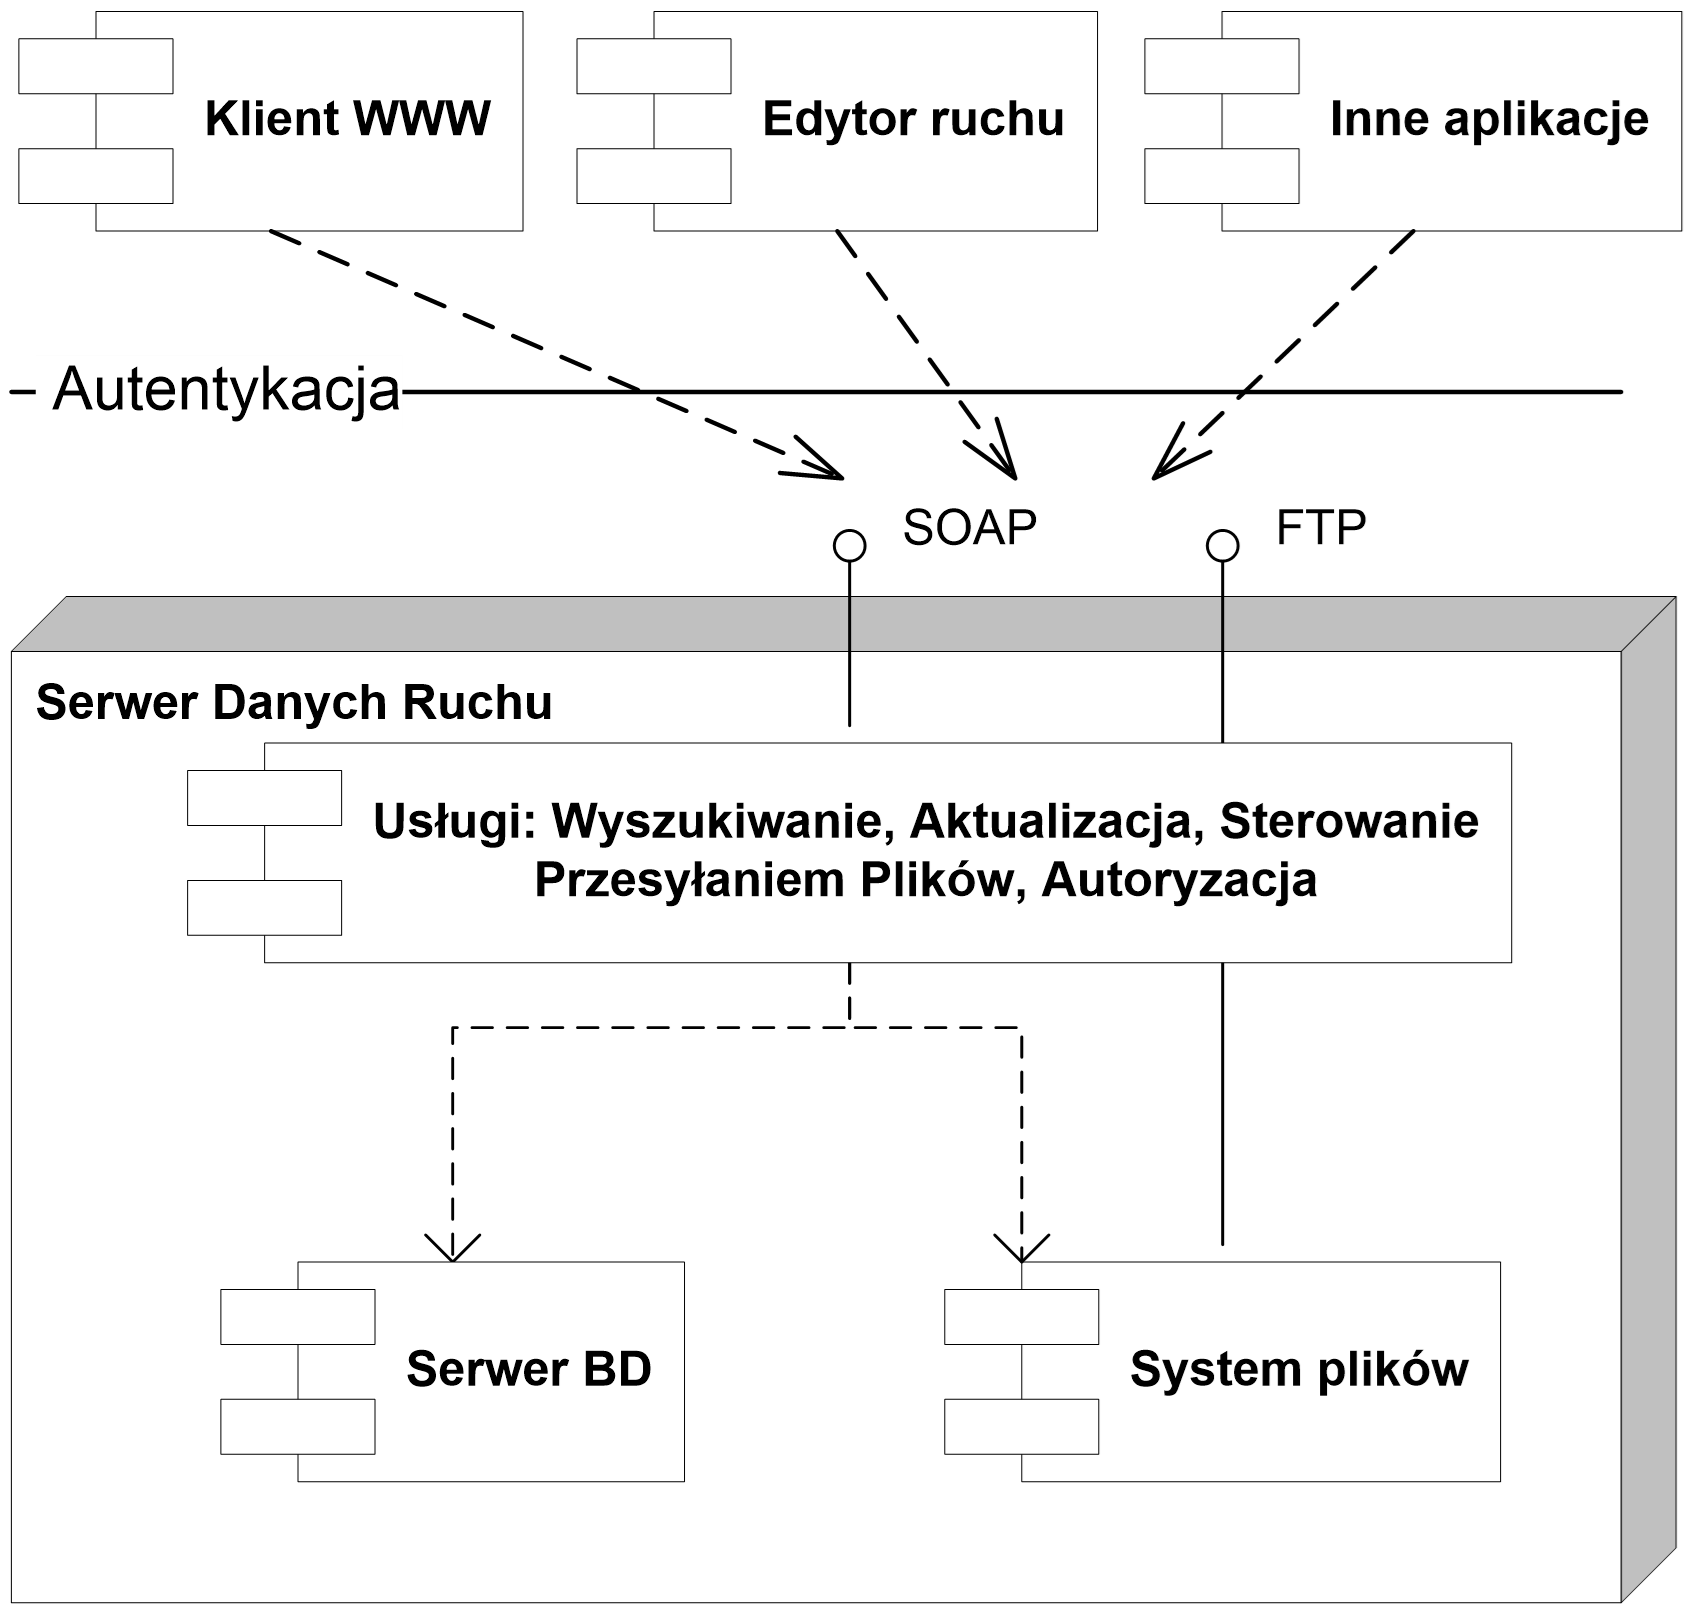 Klient WWW
Edytor ruchu
Inne aplikacje
Autentykacja
SOAP
FTP
Serwer Danych Ruchu
Usługi: Wyszukiwanie, Aktualizacja, Sterowanie
Przesyłaniem Plików, Autoryzacja
Serwer BD
System plików